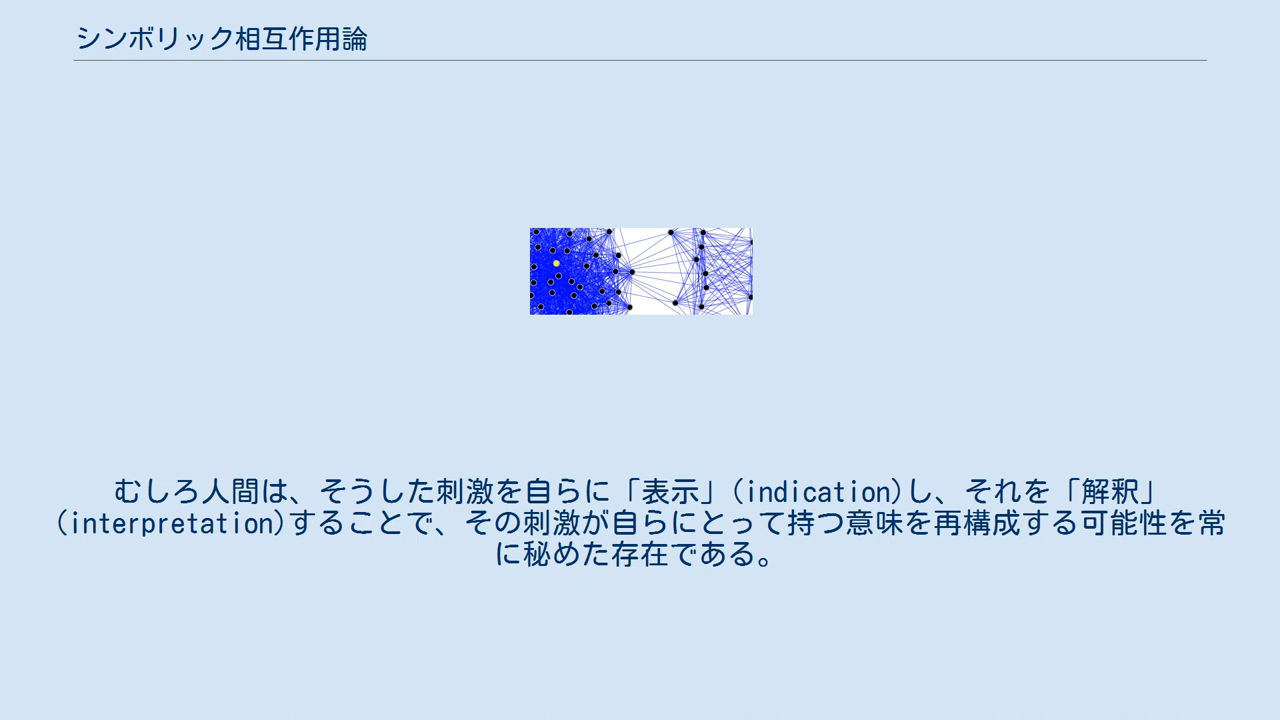 シンボリック相互作用論
むしろ人間は、そうした刺激を自らに「表示」(indication)し、それを「解釈」
(interpretation)することで、その刺激が自らにとって持つ意味を再構成する可能性を常
に秘めた存在である。